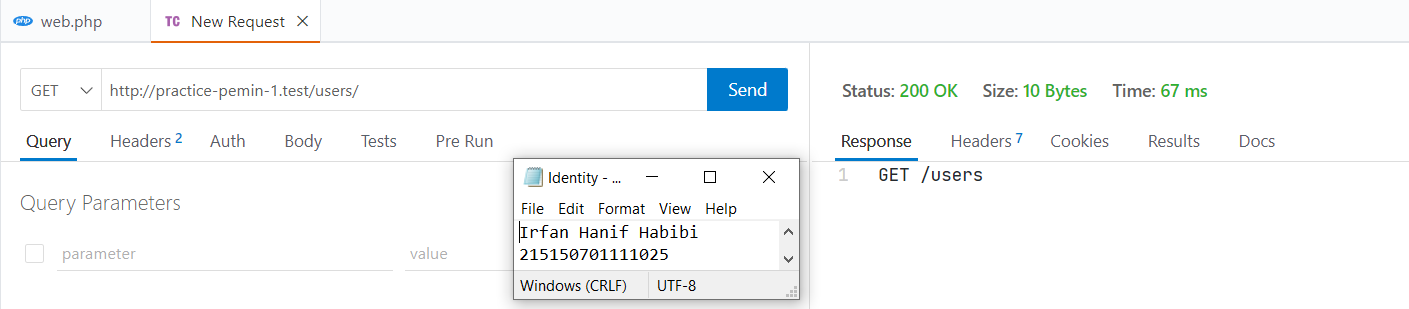 php web.php
TC New Request
GET http://practice-pemin-1.test/users/ Send
Query Headers 2 Auth Body Tests Pre Run
Query Parameters
parameter value
Identity - ...
File Edit Format View Help
Irfan Hanif Habibi
215150701111025
Windows (CRLF) UTF-8
Status: 200 OK Size: 10 Bytes Time: 67 ms
Response Headers 7 Cookies Results Docs
1 GET /users